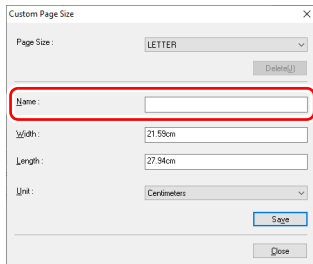 Custom Page Size
Page Size : LETTER
Delete(J)
Name :
Width : 21.59cm
Length : 27.94cm
Unit : Centimeters
Save
Close